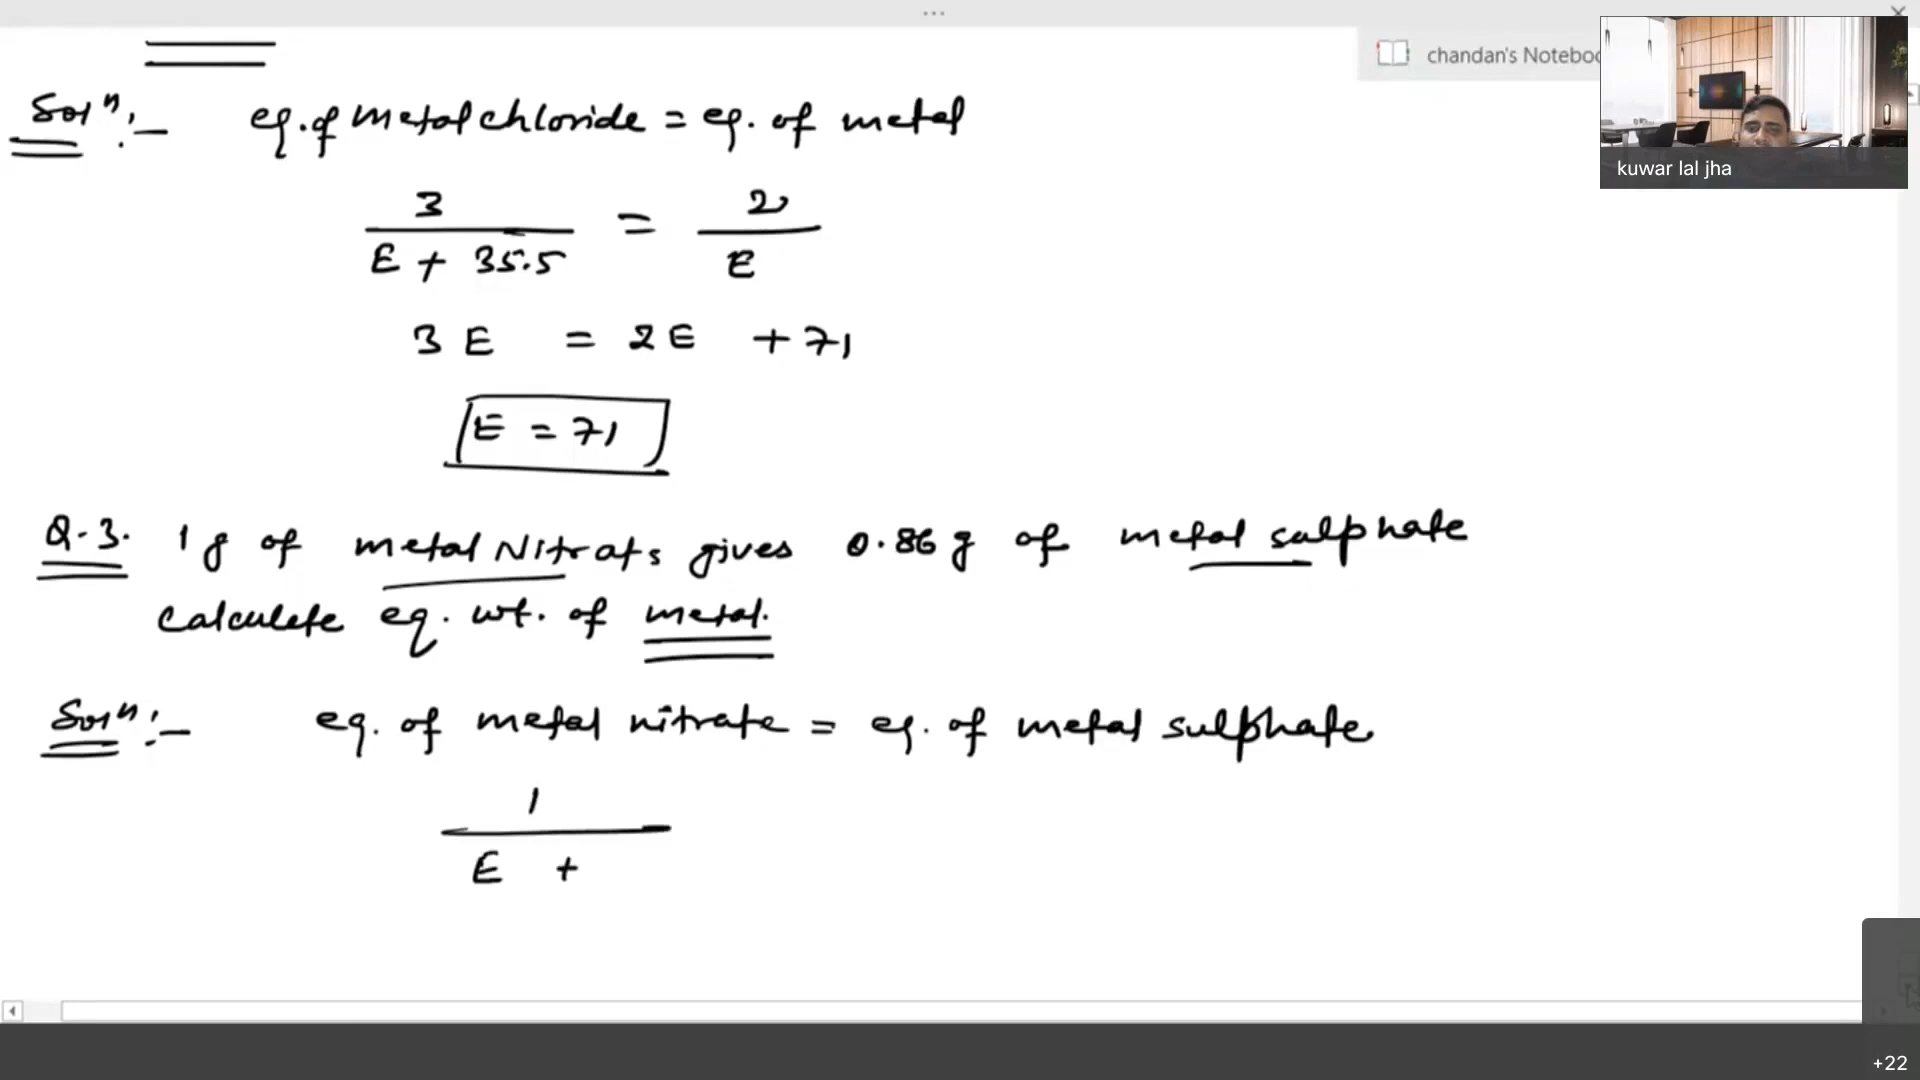 chandan's Notebo
kuwar lal jha
Solⁿ:- eq. of metal chloride = eq. of metal
3 / E + 35.5 = 2 / E
3 E = 2 E + 71
E = 71
Q-3. 1 g of metal Nitrats gives 0.86 g of metal sulphate
calculate eq. wt. of metal.
Solⁿ:- eq. of metal nitrate = eq. of metal sulphate
1 / E +
+22